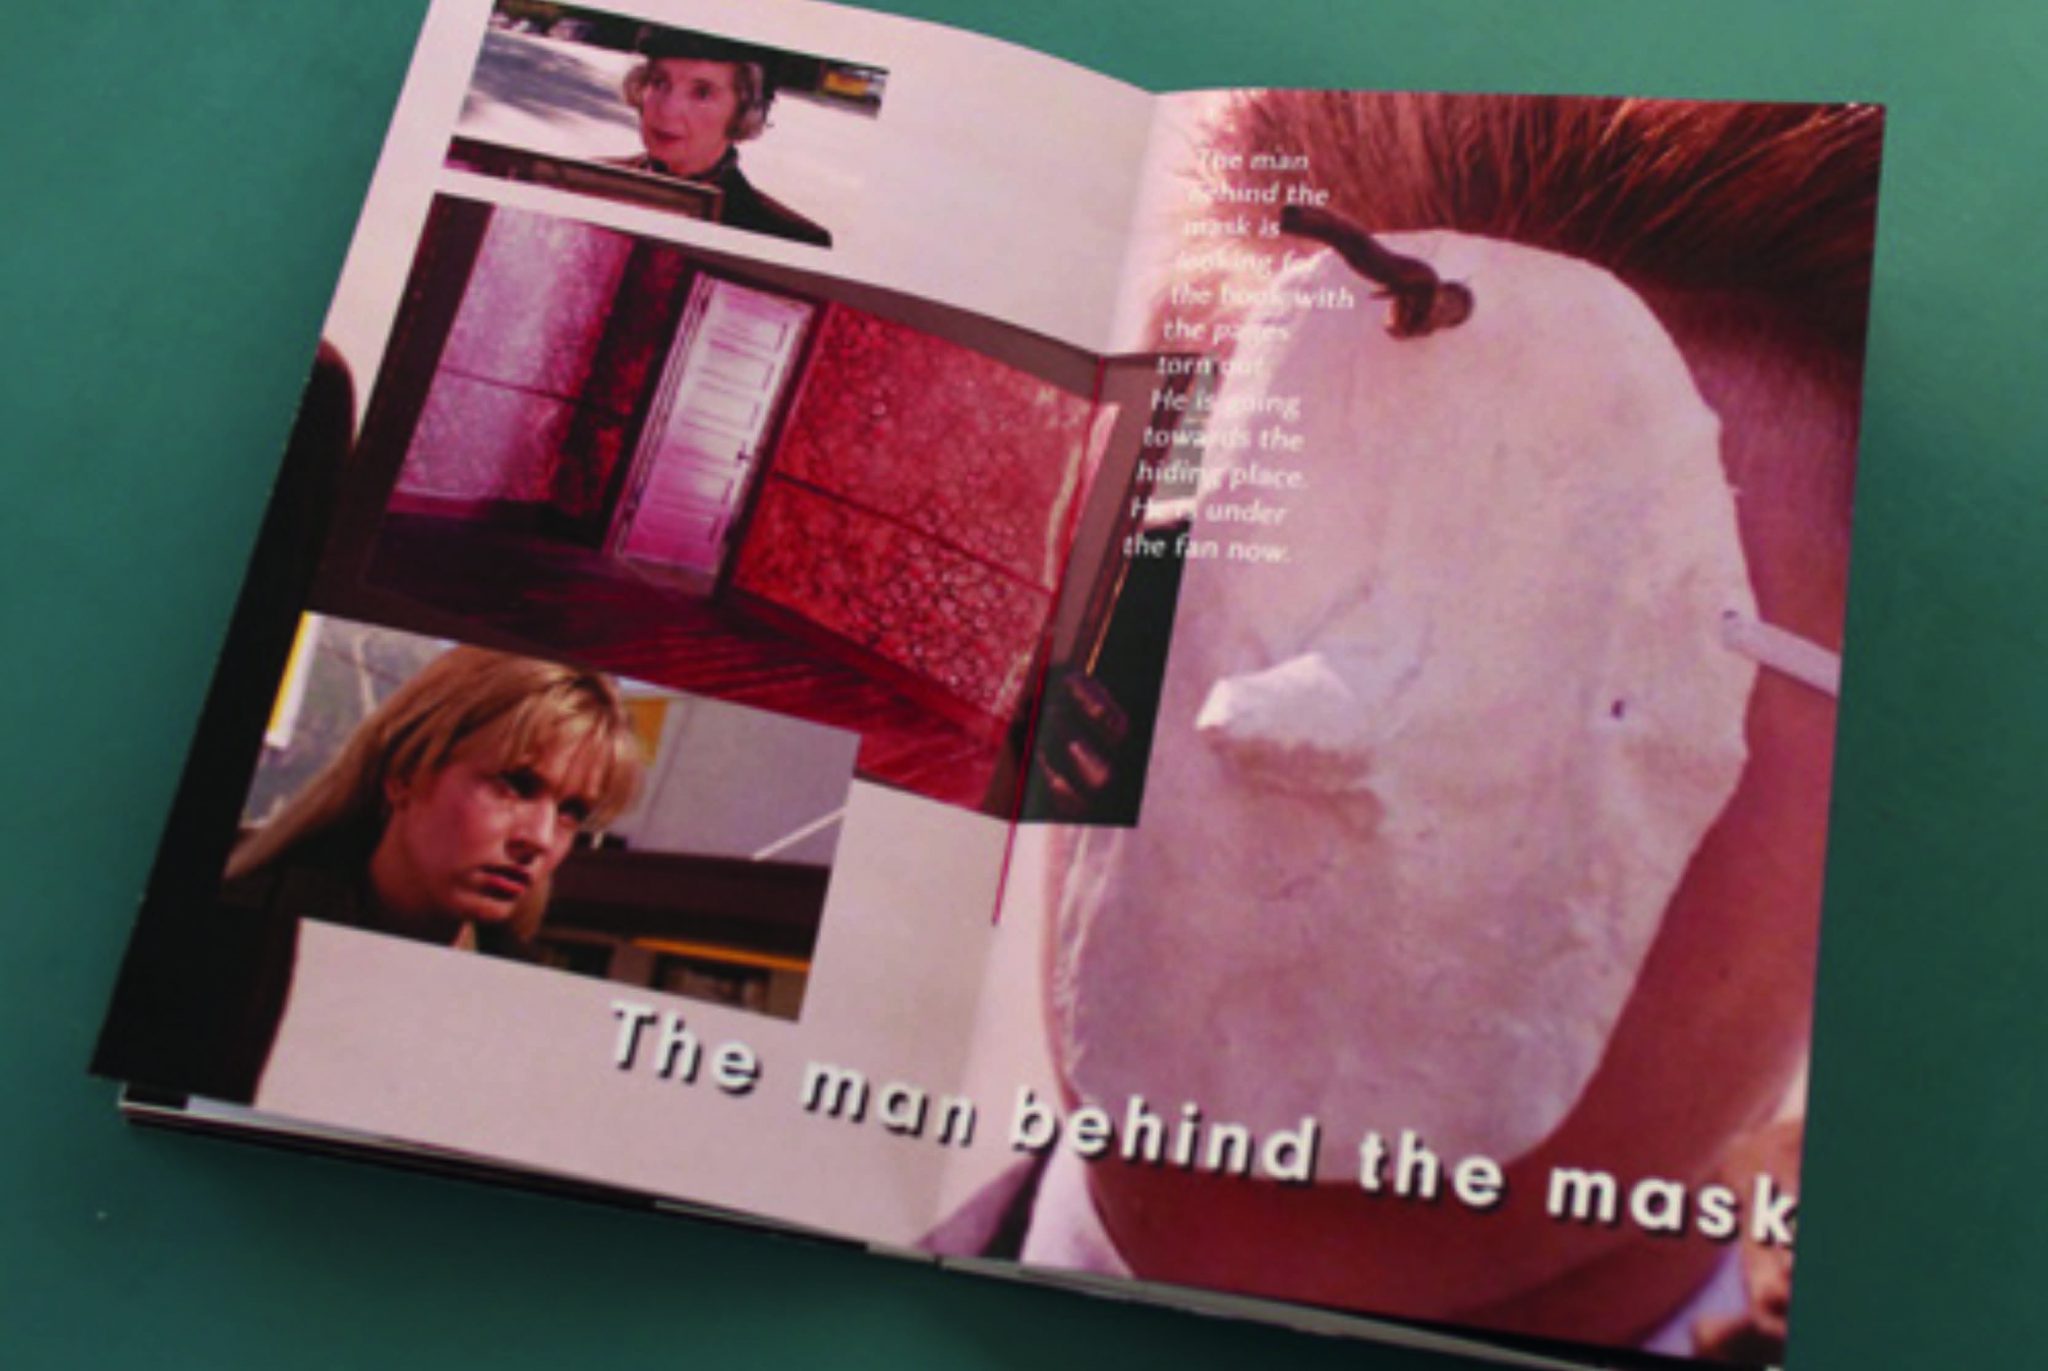 The man
behind the
mask is
looking for
the book with
the pages
torn out.
He is going
towards the
hiding place.
He is under
the fan now.
The man behind the mask